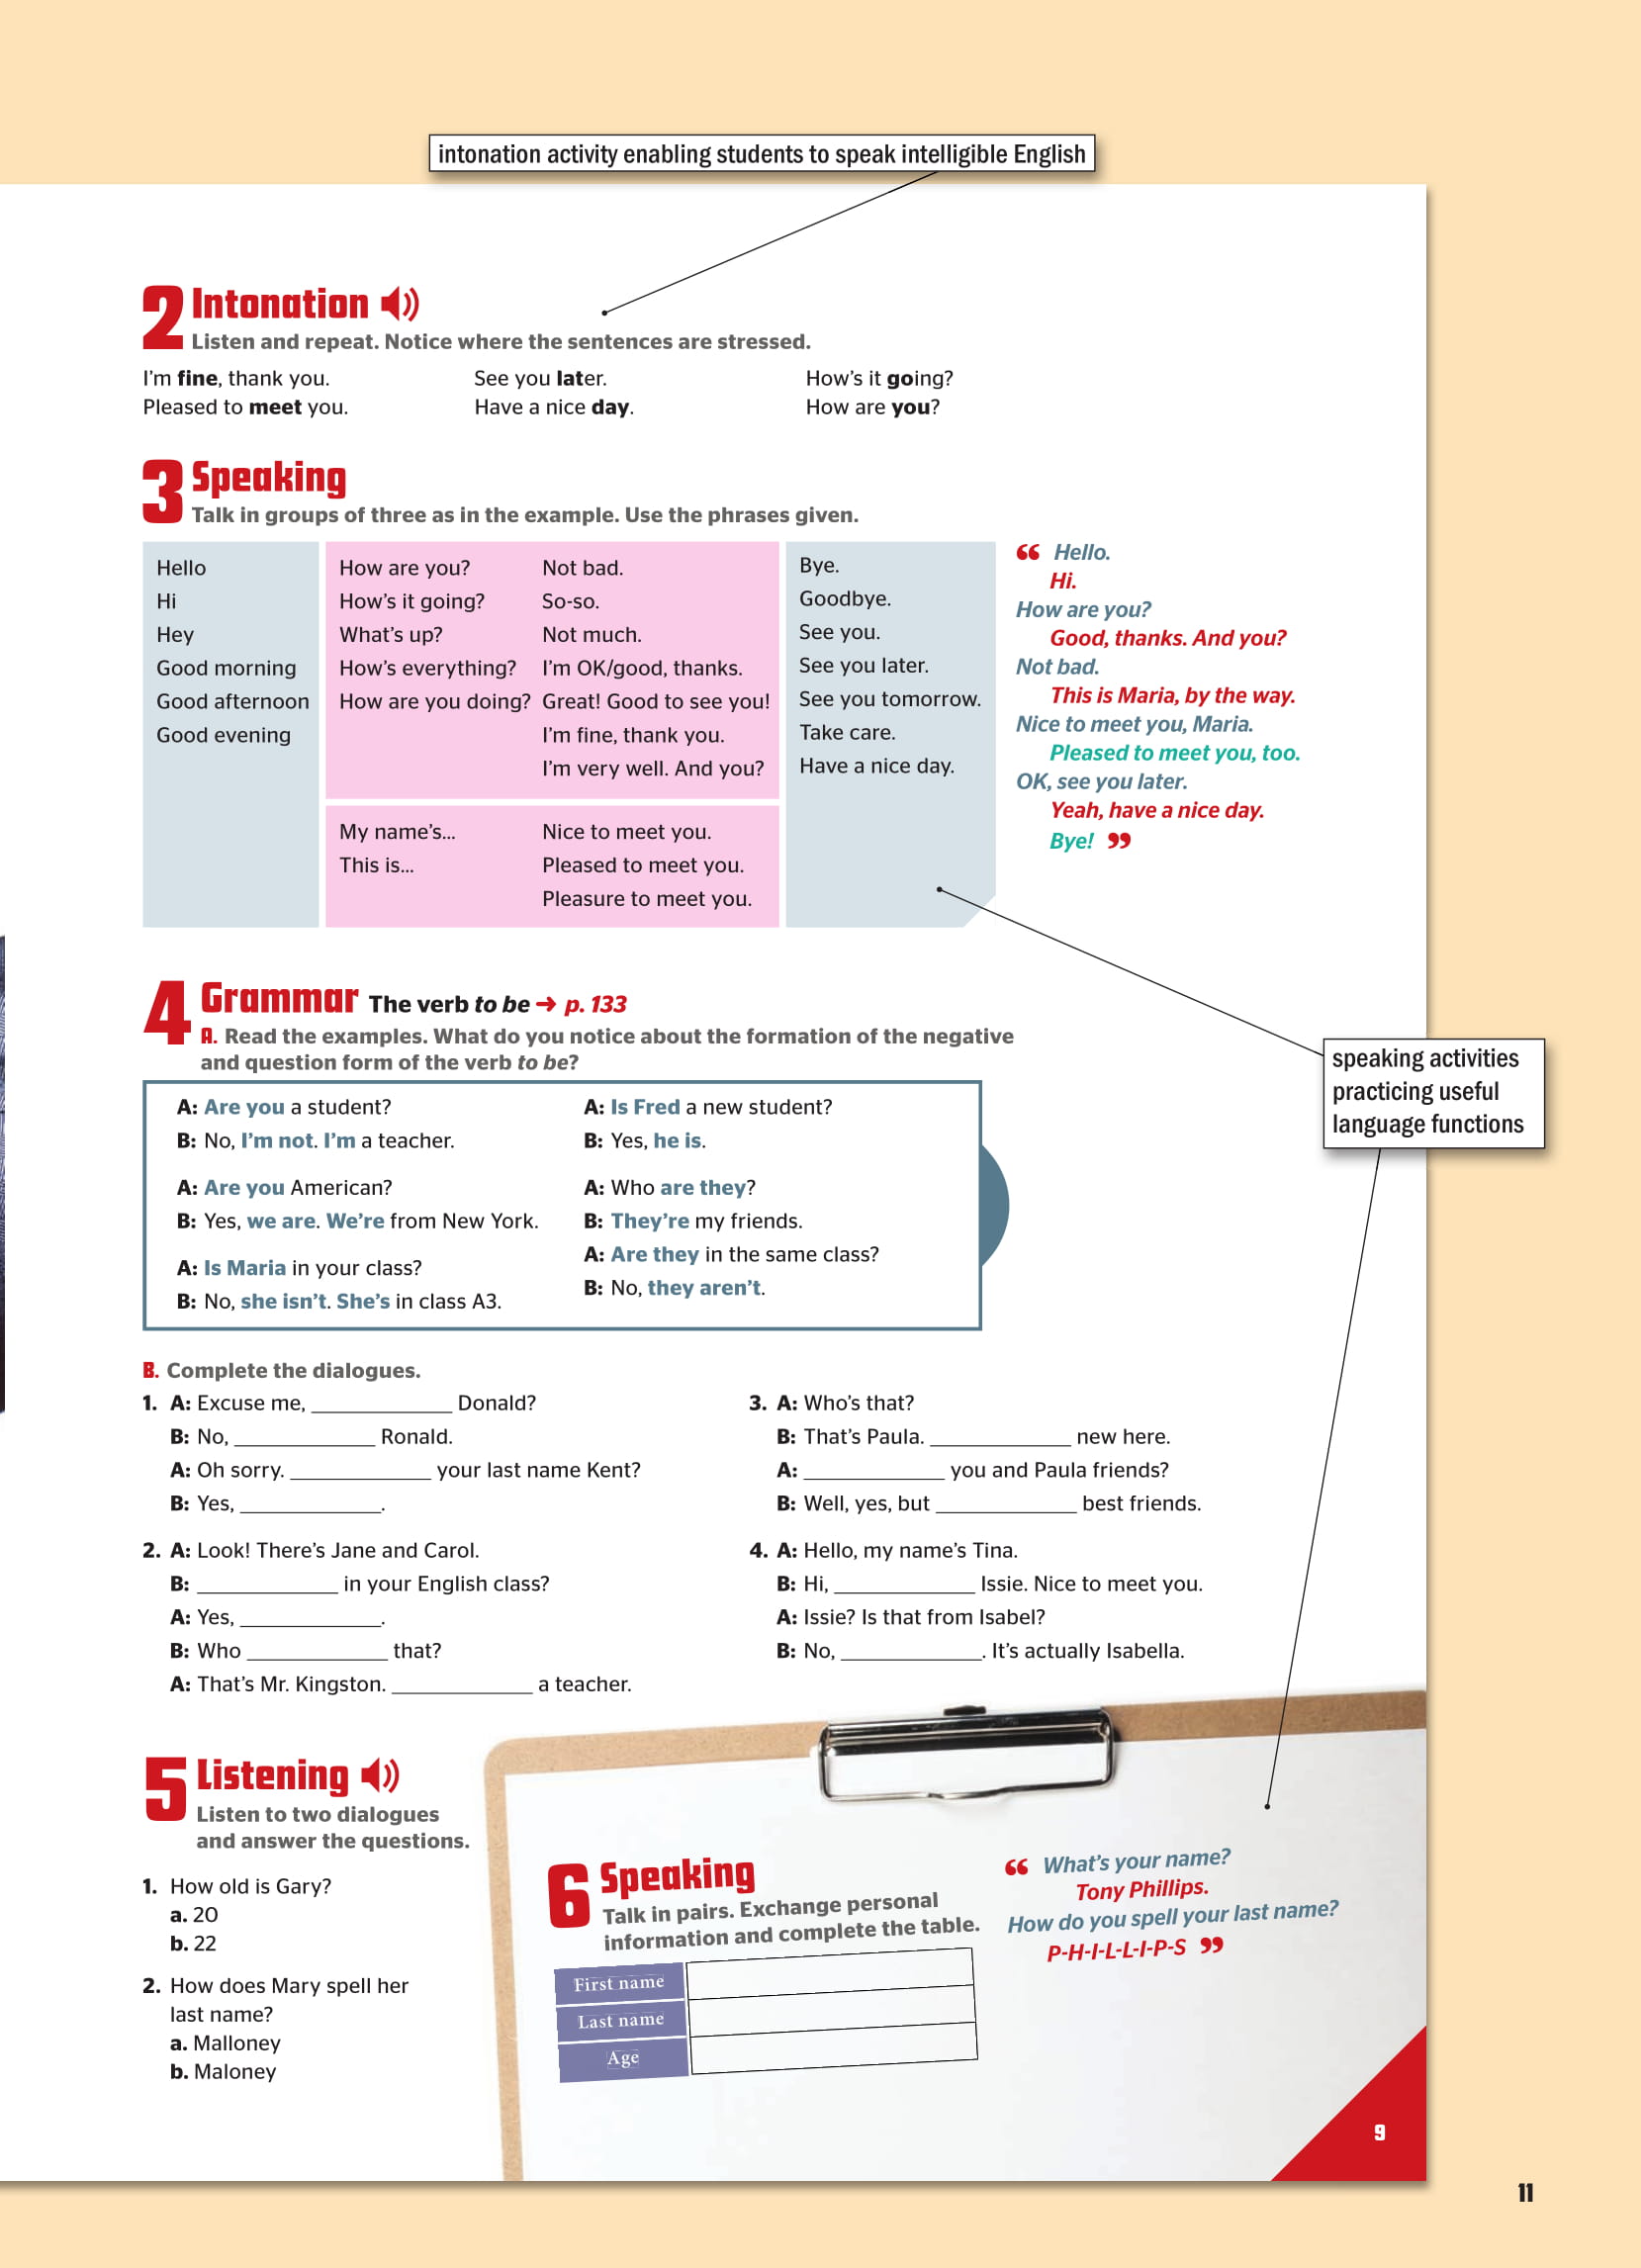 intonation activity enabling students to speak intelligible English
2 Intonation
Listen and repeat. Notice where the sentences are stressed.
I'm fine, thank you.
Pleased to meet you.
See you later.
Have a nice day.
How's it going?
How are you?
3 Speaking
Talk in groups of three as in the example. Use the phrases given.
Hello
Hi
Hey
Good morning
Good afternoon
Good evening
How are you? Not bad.
How's it going? So-so.
What's up? Not much.
How's everything? I'm OK/good, thanks.
How are you doing? Great! Good to see you!
I'm fine, thank you.
I'm very well. And you?
My name's... Nice to meet you.
This is... Pleased to meet you.
Pleasure to meet you.
Bye.
Goodbye.
See you.
See you later.
See you tomorrow.
Take care.
Have a nice day.
“ Hello.
Hi.
How are you?
Good, thanks. And you?
Not bad.
This is Maria, by the way.
Nice to meet you, Maria.
Pleased to meet you, too.
OK, see you later.
Yeah, have a nice day.
Bye! ”
speaking activities
practicing useful
language functions
4 Grammar The verb to be ➜ p. 133
A. Read the examples. What do you notice about the formation of the negative
and question form of the verb to be?
A: Are you a student?
B: No, I'm not. I'm a teacher.
A: Are you American?
B: Yes, we are. We're from New York.
A: Is Maria in your class?
B: No, she isn't. She's in class A3.
A: Is Fred a new student?
B: Yes, he is.
A: Who are they?
B: They're my friends.
A: Are they in the same class?
B: No, they aren't.
B. Complete the dialogues.
1. A: Excuse me, _____________ Donald?
B: No, _____________ Ronald.
A: Oh sorry. _____________ your last name Kent?
B: Yes, _____________.
2. A: Look! There's Jane and Carol.
B: _____________ in your English class?
A: Yes, _____________.
B: Who _____________ that?
A: That's Mr. Kingston. _____________ a teacher.
3. A: Who's that?
B: That's Paula. _____________ new here.
A: _____________ you and Paula friends?
B: Well, yes, but _____________ best friends.
4. A: Hello, my name's Tina.
B: Hi, _____________ Issie. Nice to meet you.
A: Issie? Is that from Isabel?
B: No, _____________. It's actually Isabella.
5 Listening
Listen to two dialogues
and answer the questions.
1. How old is Gary?
a. 20
b. 22
2. How does Mary spell her
last name?
a. Malloney
b. Maloney
6 Speaking
Talk in pairs. Exchange personal
information and complete the table.
First name
Last name
Age
“ What's your name?
Tony Phillips.
How do you spell your last name?
P-H-I-L-L-I-P-S ”
9
11